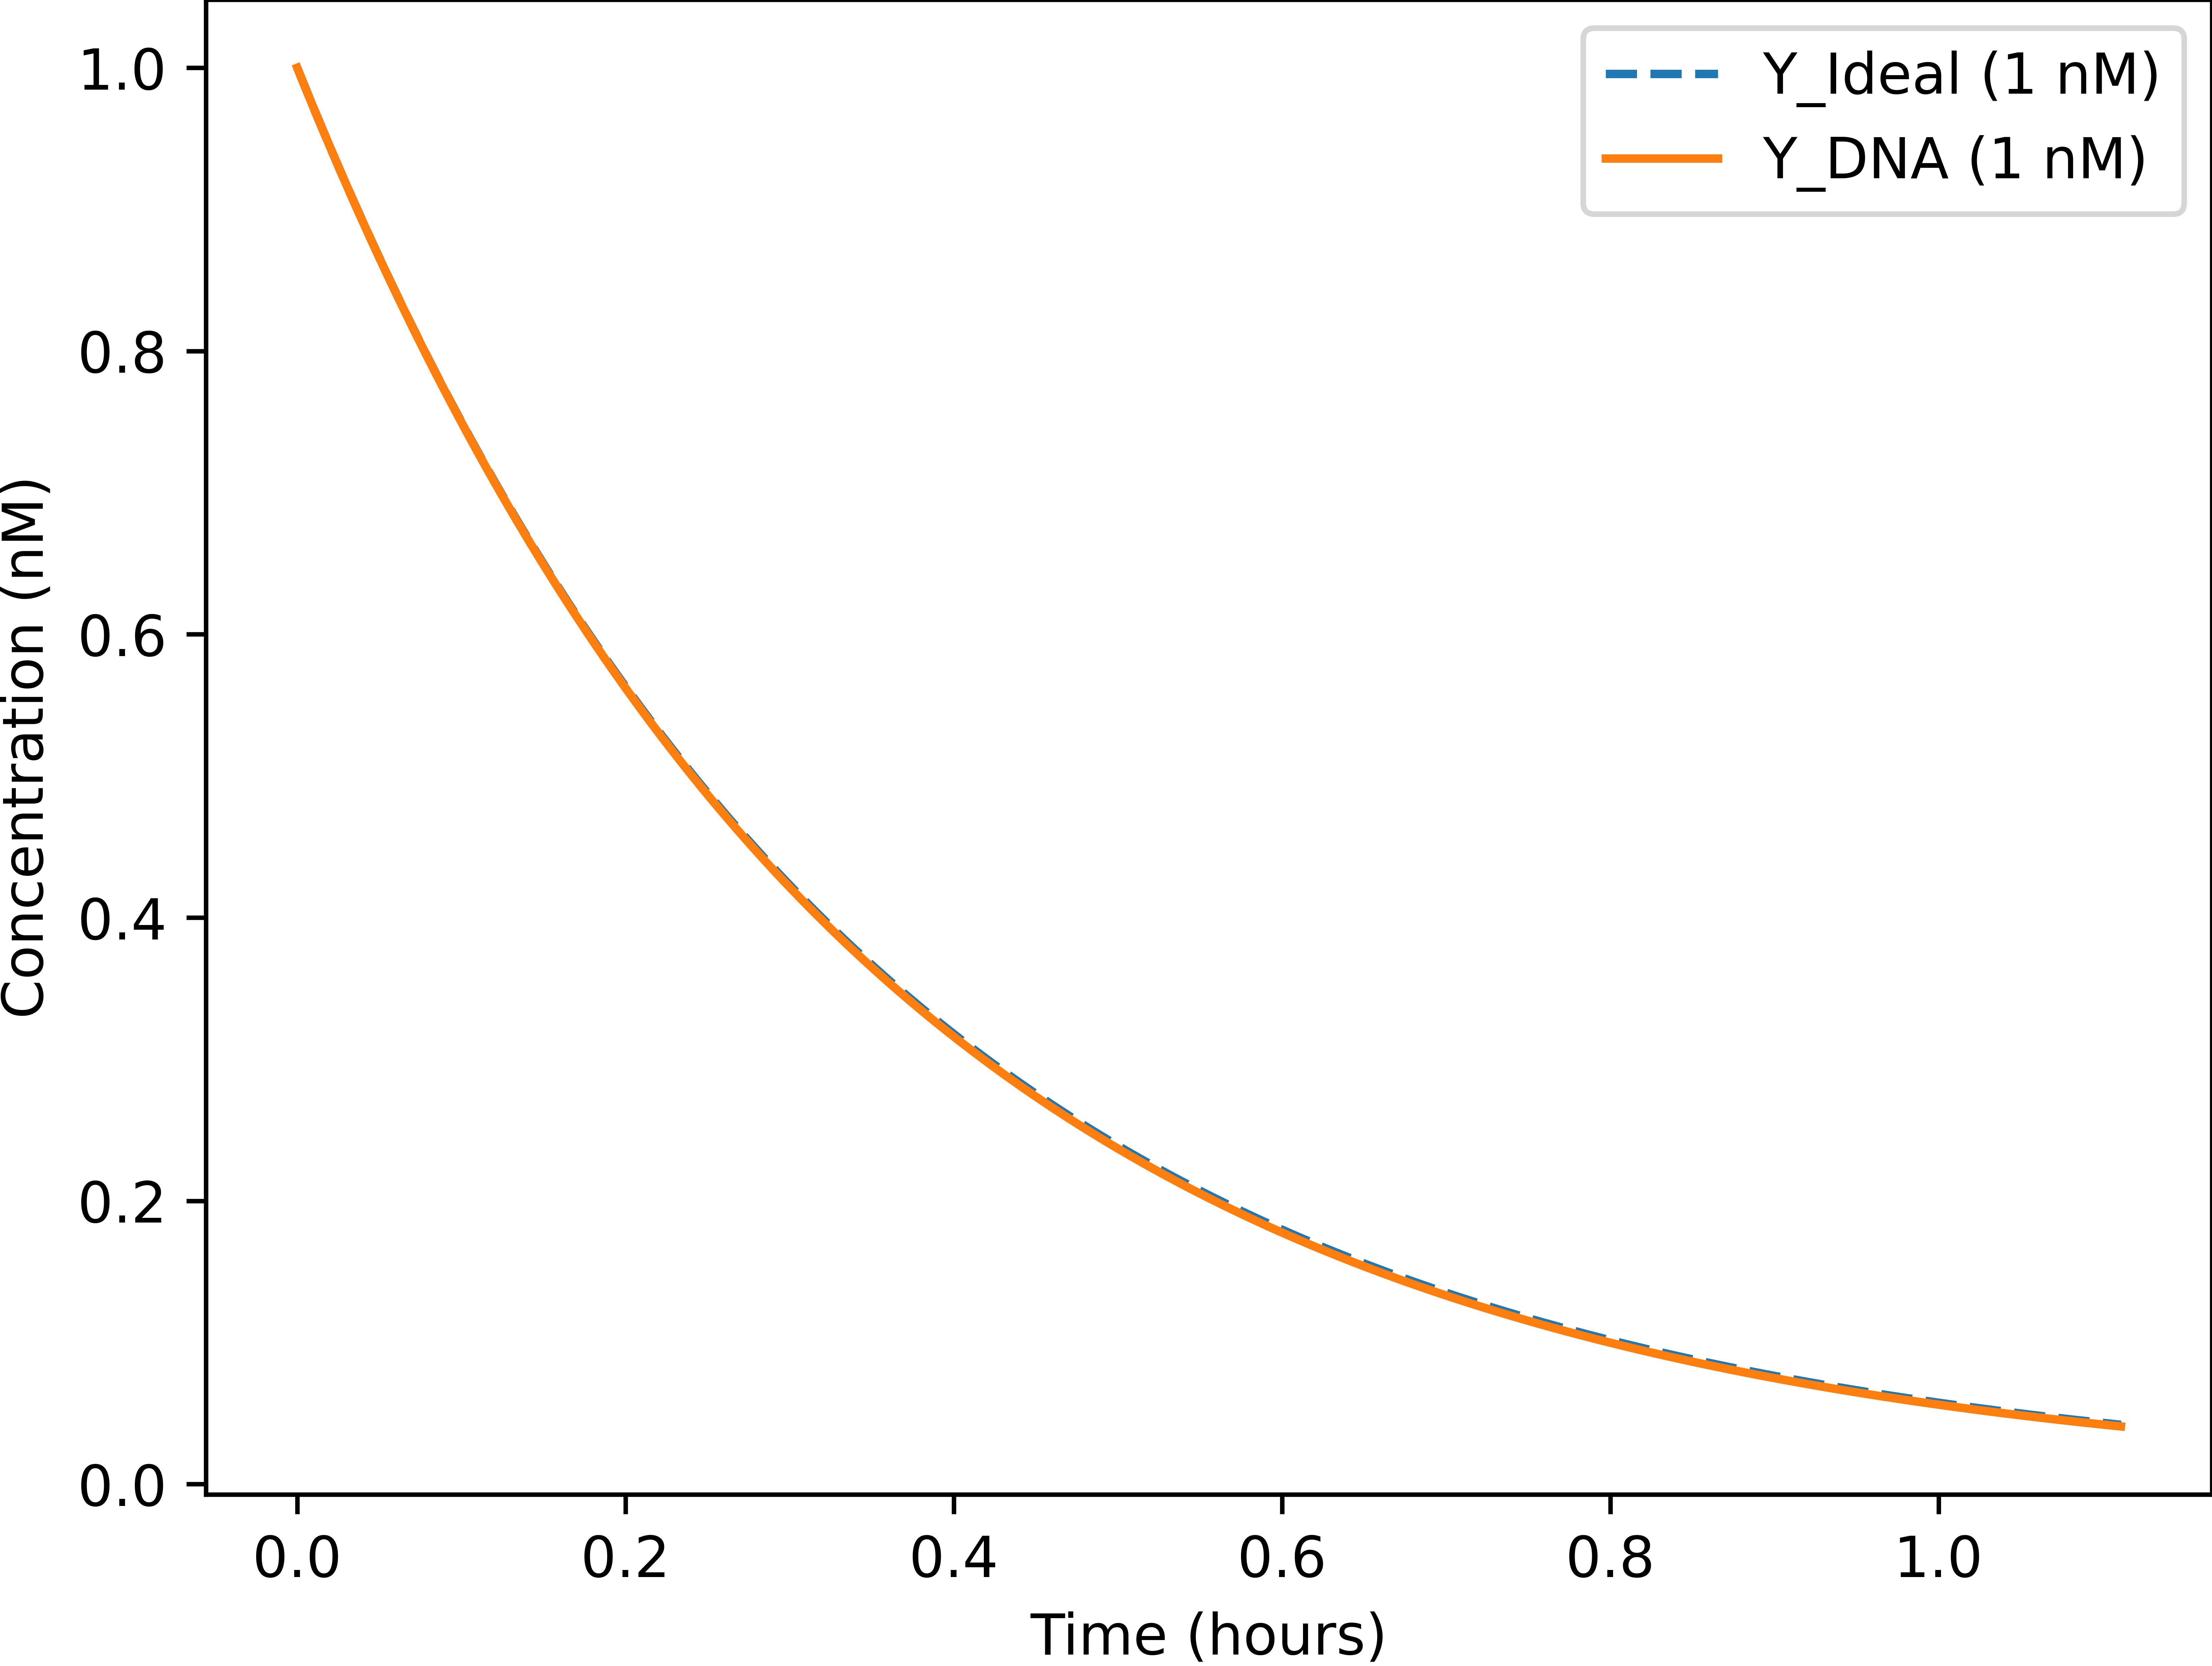 Y_Ideal (1 nM)
Y_DNA (1 nM)
1.0
0.8
0.6
0.4
0.2
0.0
Concentration (nM)
0.0 0.2 0.4 0.6 0.8 1.0
Time (hours)